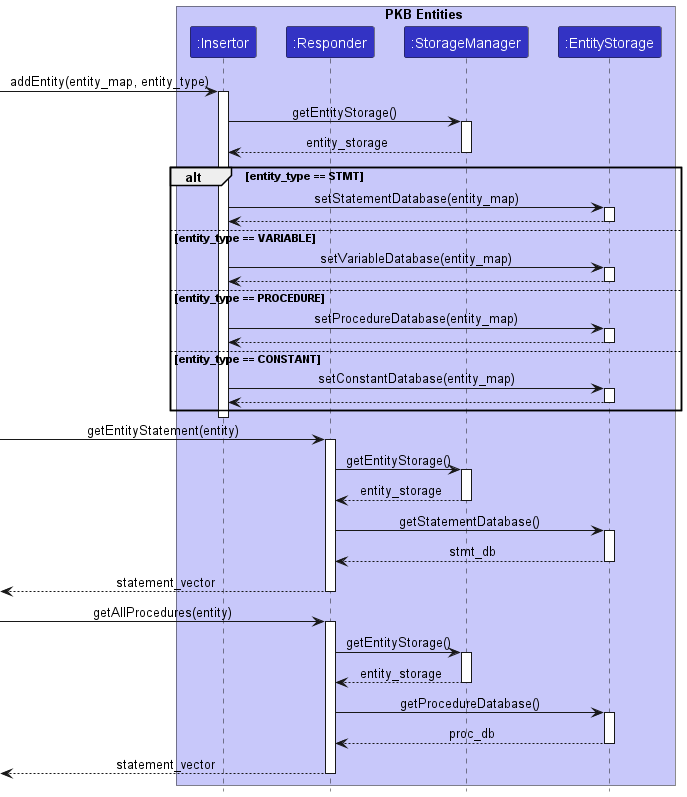 PKB Entities
:Insertor
:Responder
:StorageManager
:EntityStorage
addEntity(entity_map, entity_type)
getEntityStorage()
entity_storage
alt
[entity_type == STMT]
setStatementDatabase(entity_map)
[entity_type == VARIABLE]
setVariableDatabase(entity_map)
[entity_type == PROCEDURE]
setProcedureDatabase(entity_map)
[entity_type == CONSTANT]
setConstantDatabase(entity_map)
getEntityStatement(entity)
getEntityStorage()
entity_storage
getStatementDatabase()
stmt_db
statement_vector
getAllProcedures(entity)
getEntityStorage()
entity_storage
getProcedureDatabase()
proc_db
statement_vector